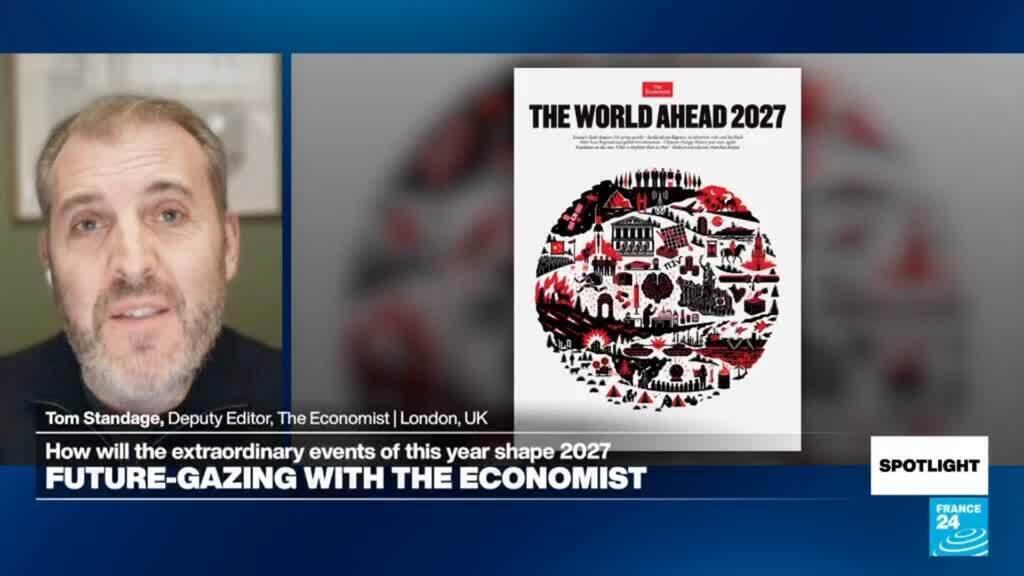 The
Economist
THE WORLD AHEAD 2027
Tom Standage, Deputy Editor, The Economist | London, UK
How will the extraordinary events of this year shape 2027
FUTURE-GAZING WITH THE ECONOMIST
SPOTLIGHT
FRANCE
24